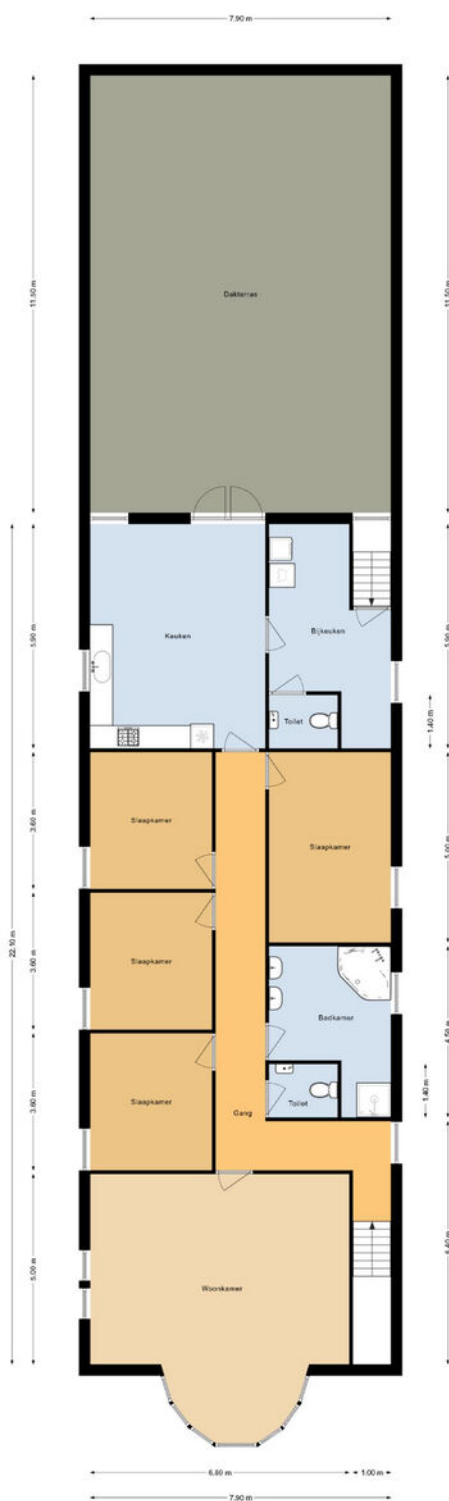 7.90 m
11.50 m
11.50 m
Dakterras
Keuken
Bijkeuken
5.90 m
5.90 m
Toilet
1.40 m
Slaapkamer
Slaapkamer
3.60 m
5.00 m
22.10 m
Slaapkamer
3.60 m
Badkamer
4.50 m
Slaapkamer
3.60 m
Toilet
Gang
1.40 m
Woonkamer
5.00 m
6.40 m
6.80 m
1.00 m
7.90 m